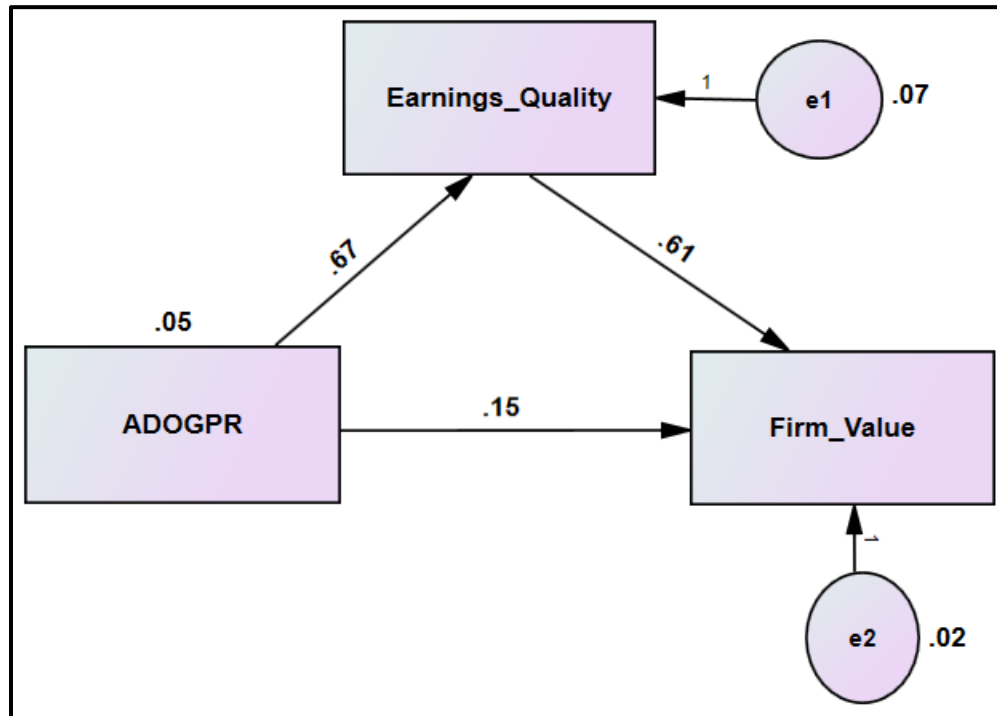 Earnings_Quality
1
e1
.07
.67
.61
.05
ADOGPR
.15
Firm_Value
1
e2
.02